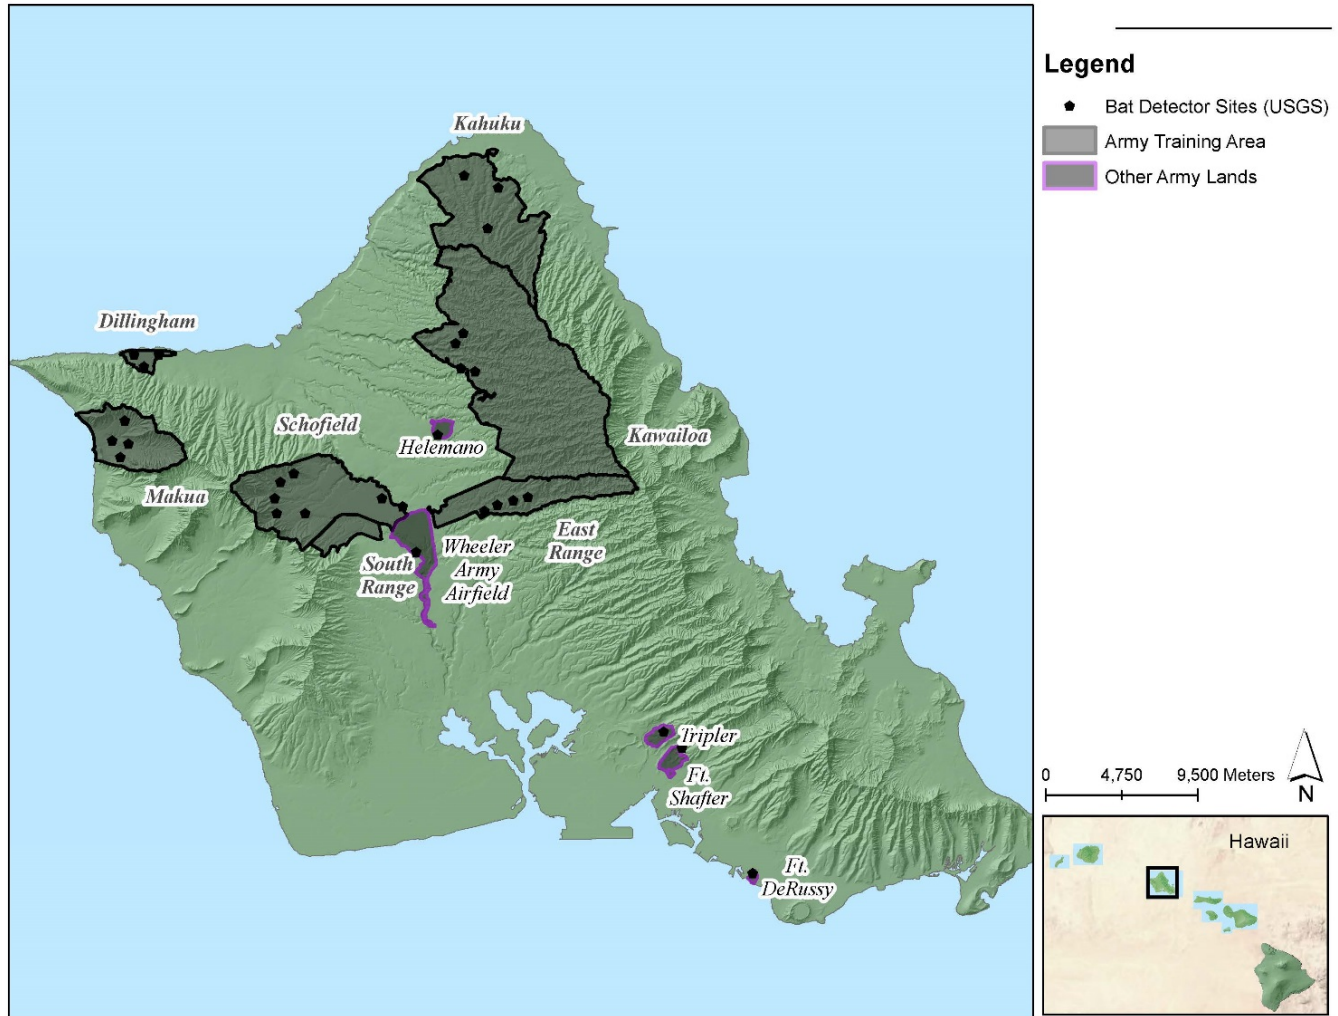 Kahuku
Dillingham
Schofield
Helemano
Kawailoa
Makua
East
Range
South
Range
Wheeler
Army
Airfield
Tripler
Ft.
Shafter
Ft.
DeRussy
Legend
Bat Detector Sites (USGS)
Army Training Area
Other Army Lands
0 4,750 9,500 Meters
N
Hawaii